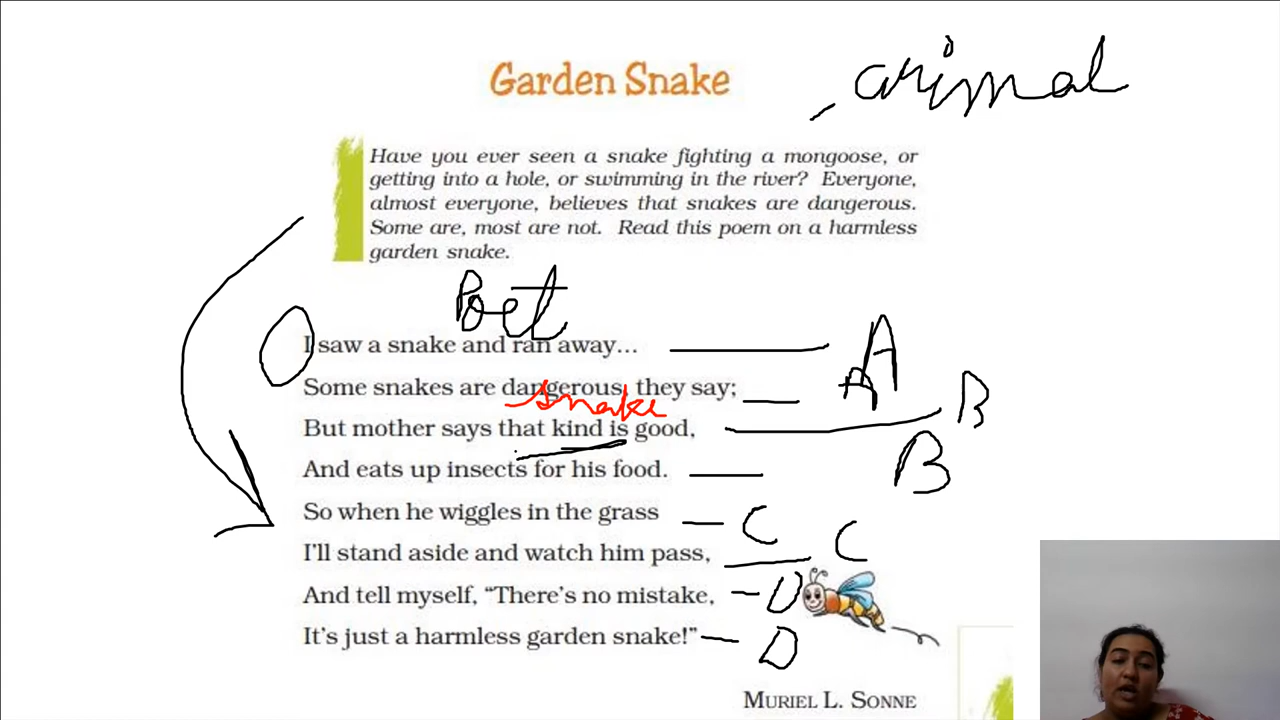 Garden Snake
animal
Have you ever seen a snake fighting a mongoose, or
getting into a hole, or swimming in the river? Everyone,
almost everyone, believes that snakes are dangerous.
Some are, most are not. Read this poem on a harmless
garden snake.
Poet
I saw a snake and ran away... A
Some snakes are dangerous, they say; A
snake
But mother says that kind is good, B
And eats up insects for his food. B
So when he wiggles in the grass C
I'll stand aside and watch him pass, C
And tell myself, “There's no mistake, D
It's just a harmless garden snake!” D
MURIEL L. SONNE